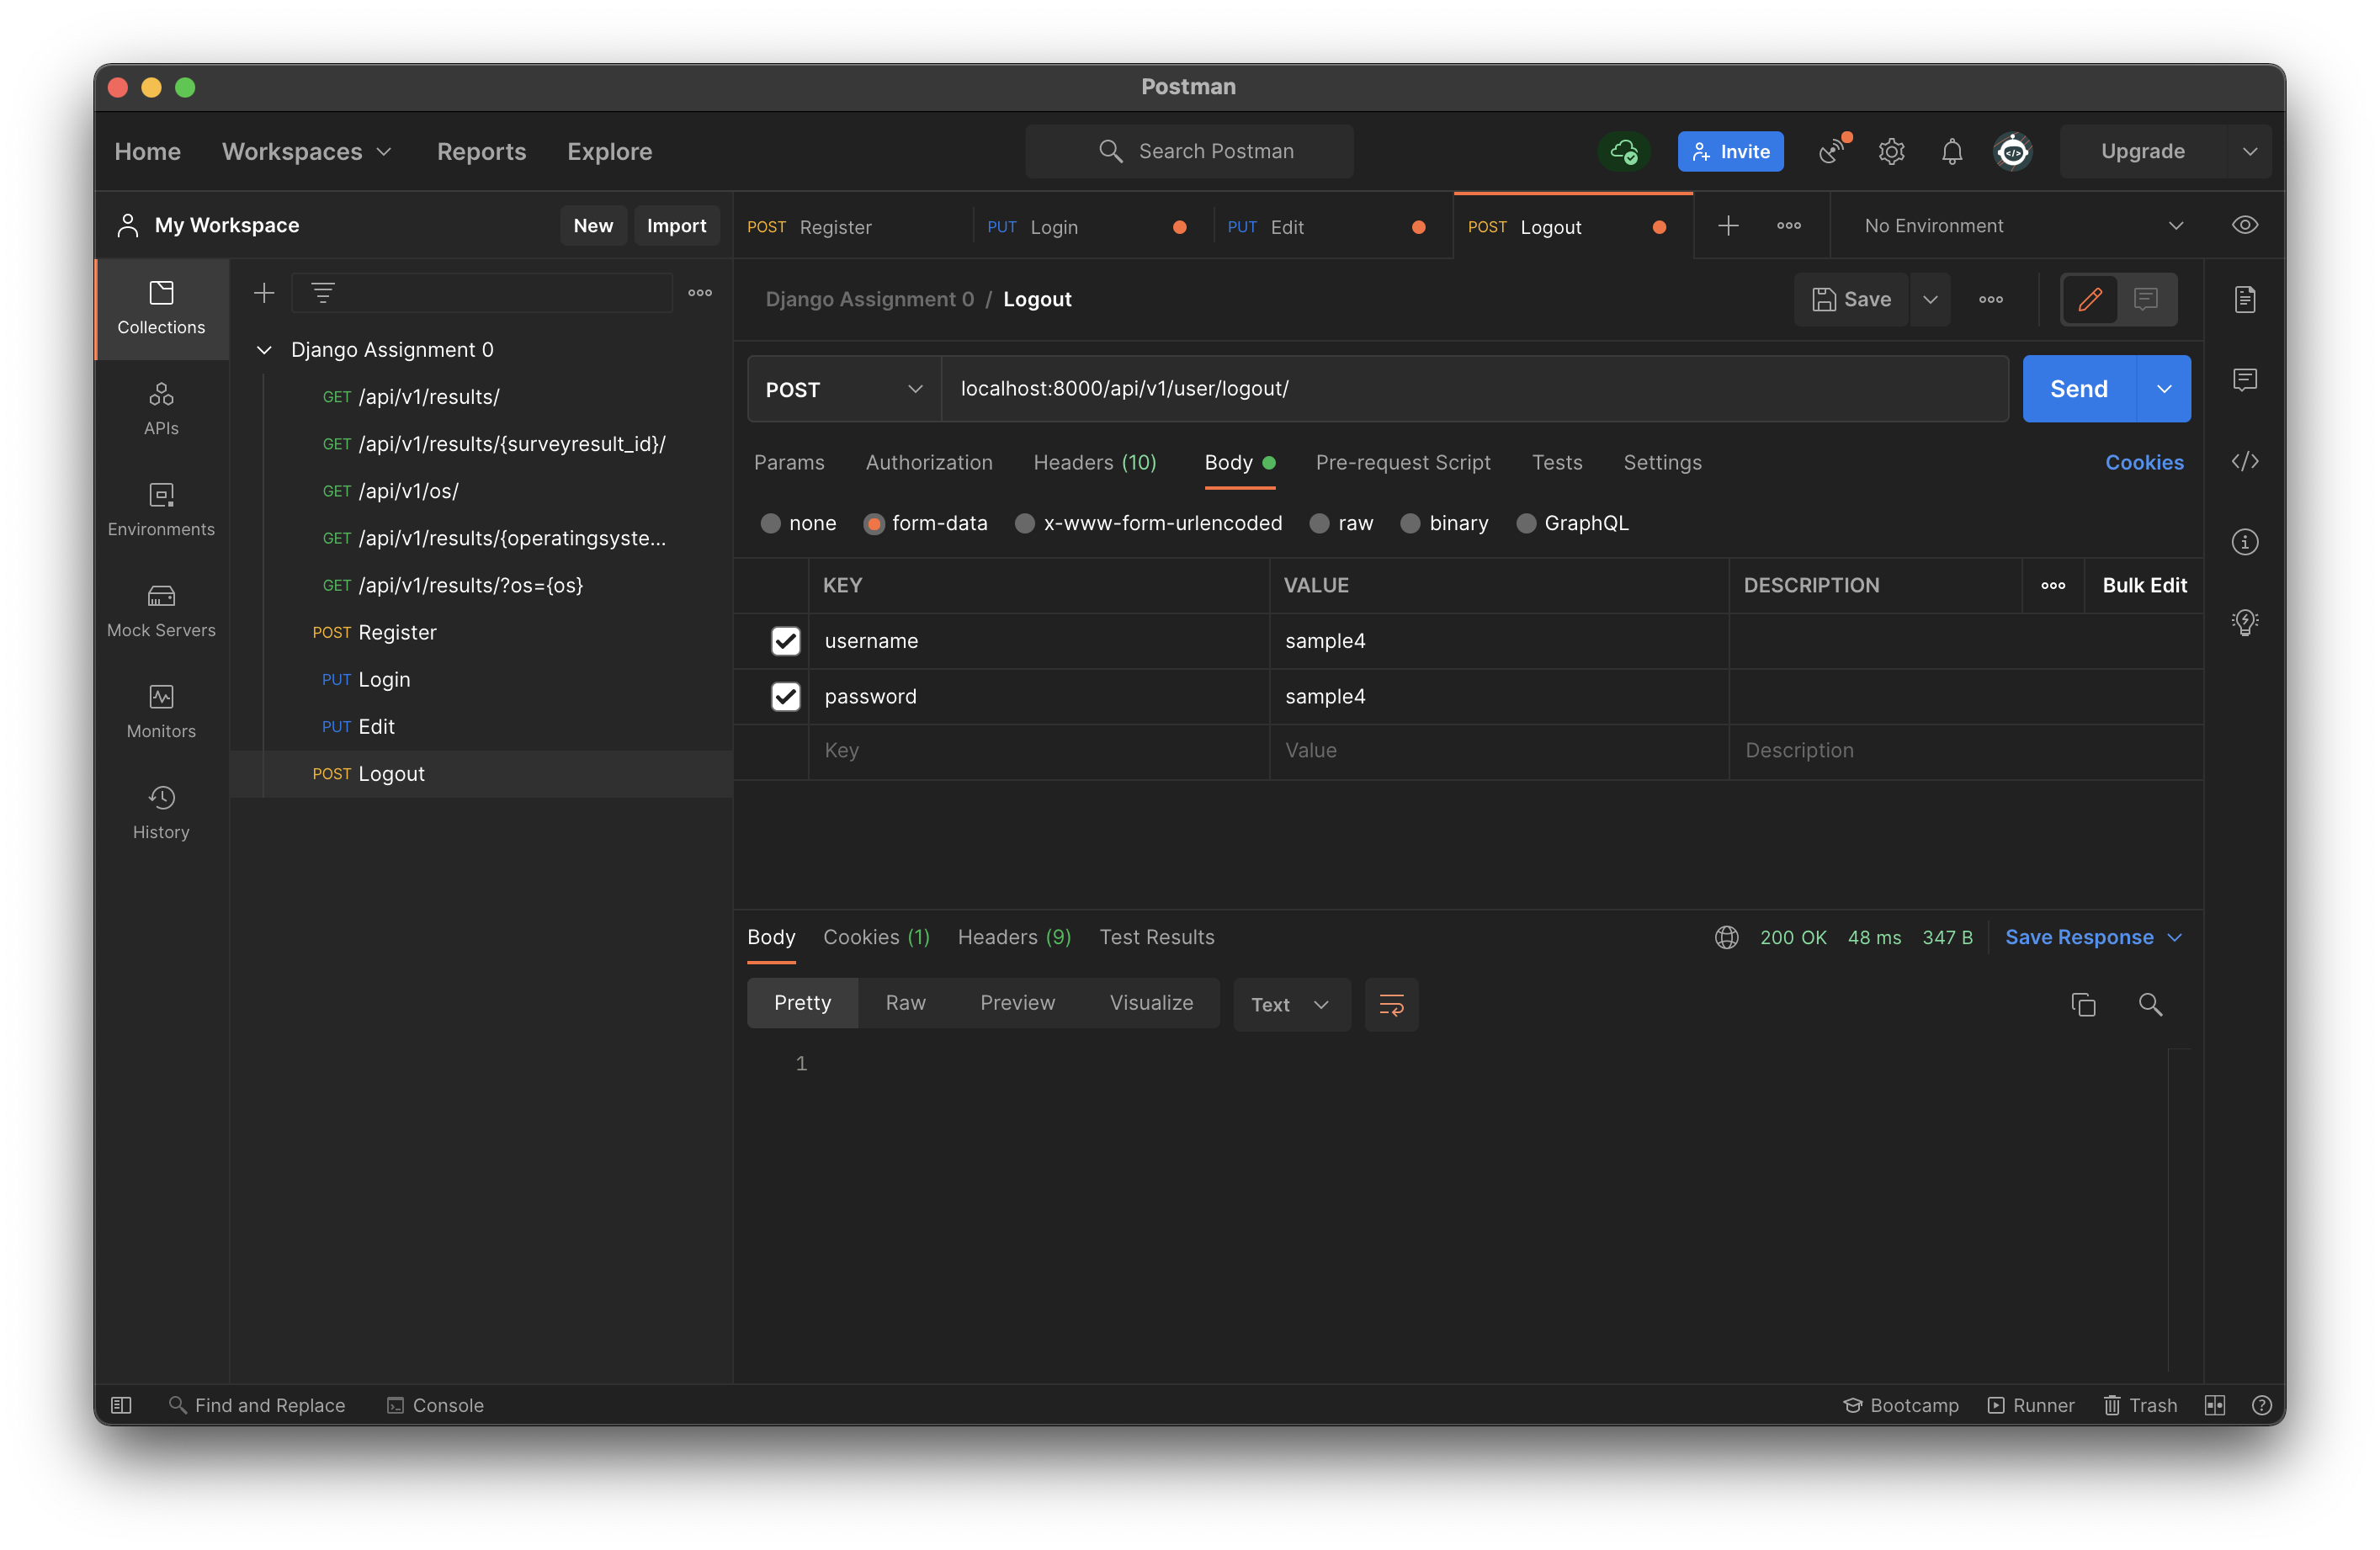 Postman
Home Workspaces Reports Explore Search Postman Invite Upgrade
My Workspace New Import POST Register PUT Login PUT Edit POST Logout No Environment
Collections
APIs
Environments
Mock Servers
Monitors
History
Django Assignment 0
GET /api/v1/results/
GET /api/v1/results/{surveyresult_id}/
GET /api/v1/os/
GET /api/v1/results/{operatingsyste...
GET /api/v1/results/?os={os}
POST Register
PUT Login
PUT Edit
POST Logout
Django Assignment 0 / Logout Save
POST localhost:8000/api/v1/user/logout/ Send
Params Authorization Headers (10) Body Pre-request Script Tests Settings Cookies
none form-data x-www-form-urlencoded raw binary GraphQL
KEY VALUE DESCRIPTION Bulk Edit
username sample4
password sample4
Key Value Description
Body Cookies (1) Headers (9) Test Results 200 OK 48 ms 347 B Save Response
Pretty Raw Preview Visualize Text
1
Find and Replace Console Bootcamp Runner Trash